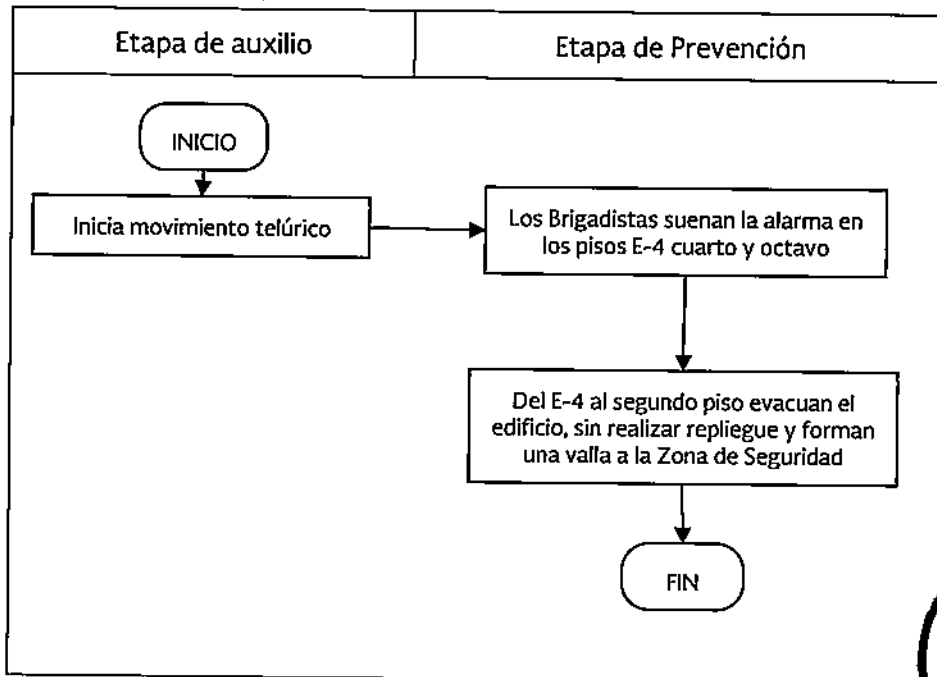 Etapa de auxilio
Etapa de Prevención
INICIO
Inicia movimiento telúrico
Los Brigadistas suenan la alarma en
los pisos E-4 cuarto y octavo
Del E-4 al segundo piso evacuan el
edificio, sin realizar repliegue y forman
una valla a la Zona de Seguridad
FIN